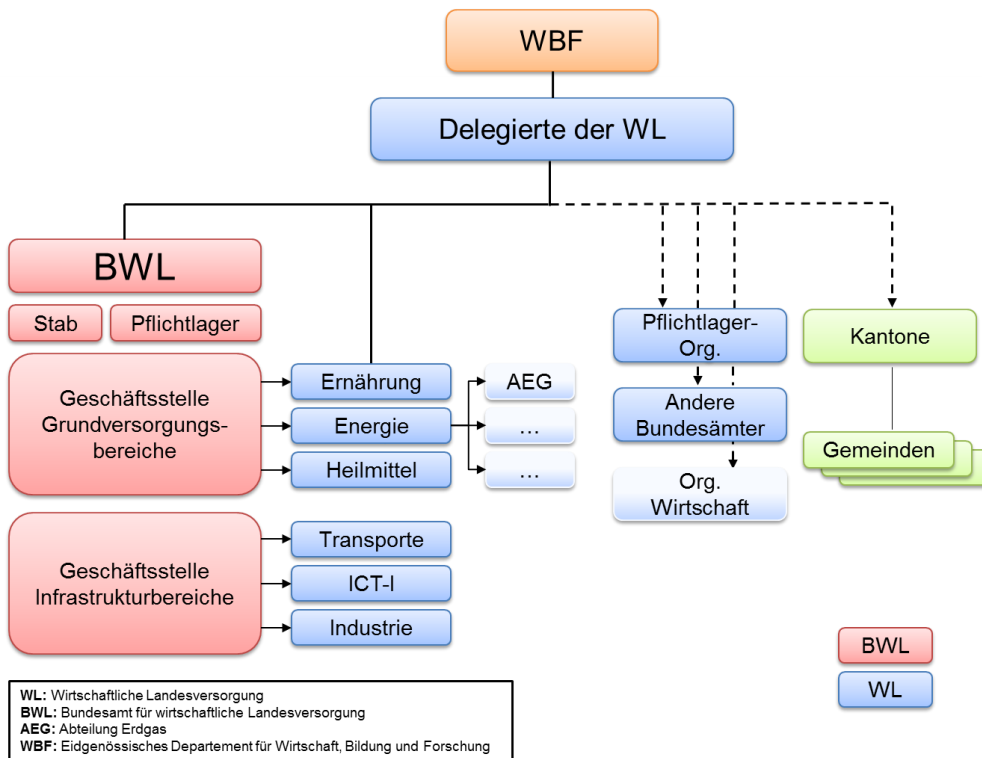 WBF
Delegierte der WL
BWL
Stab
Pflichtlager
Geschäftsstelle
Grundversorgungs-
bereiche
Ernährung
Energie
Heilmittel
AEG
...
...
Geschäftsstelle
Infrastrukturbereiche
Transporte
ICT-I
Industrie
Pflichtlager-
Org.
Andere
Bundesämter
Org.
Wirtschaft
Kantone
Gemeinden
BWL
WL
WL: Wirtschaftliche Landesversorgung
BWL: Bundesamt für wirtschaftliche Landesversorgung
AEG: Abteilung Erdgas
WBF: Eidgenössisches Departement für Wirtschaft, Bildung und Forschung